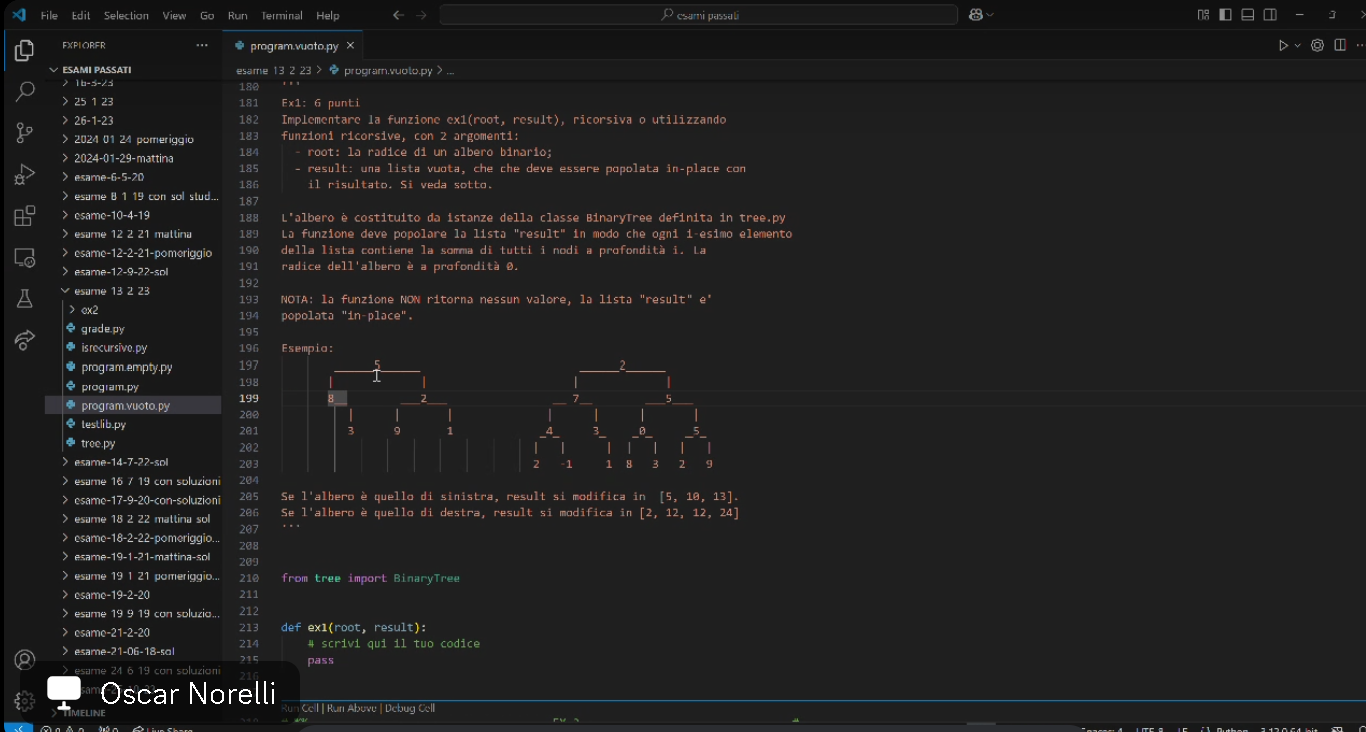 File Edit Selection View Go Run Terminal Help
esami passati
EXPLORER
program.vuoto.py
ESAMI PASSATI
esame 13 2 23 > program.vuoto.py > ...
16-3-23
25 1 23
26-1-23
2024 01 24 pomeriggio
2024-01-29-mattina
esame-6-5-20
esame 8 1 19 con sol stud...
esame-10-4-19
esame 12 2 21 mattina
esame-12-2-21-pomeriggio
esame-12-9-22-sol
esame 13 2 23
ex2
grade.py
isrecursive.py
program.empty.py
program.py
program.vuoto.py
testlib.py
tree.py
esame-14-7-22-sol
esame 16 7 19 con soluzioni
esame-17-9-20-con-soluzioni
esame 18 2 22 mattina sol
esame-18-2-22-pomeriggio...
esame-19-1-21-mattina-sol
esame 19 1 21 pomeriggio...
esame-19-2-20
esame 19 9 19 con soluzio...
esame-21-2-20
esame-21-06-18-sol
esame 24 6 19 con soluzioni
TIMELINE
180 '''
181 Ex1: 6 punti
182 Implementare la funzione ex1(root, result), ricorsiva o utilizzando
183 funzioni ricorsive, con 2 argomenti:
184 - root: la radice di un albero binario;
185 - result: una lista vuota, che che deve essere popolata in-place con
186 il risultato. Si veda sotto.
187
188 L'albero è costituito da istanze della classe BinaryTree definita in tree.py
189 La funzione deve popolare la lista "result" in modo che ogni i-esimo elemento
190 della lista contiene la somma di tutti i nodi a profondità i. La
191 radice dell'albero è a profondità 0.
192
193 NOTA: la funzione NON ritorna nessun valore, la lista "result" e'
194 popolata "in-place".
195
196 Esempio:
197 ______5______ ______2______
198 | | | |
199 8__ __2__ __7__ __5__
200 | | | | | | |
201 3 9 1 _4_ 3_ _0_ _5_
202 | | | | | | |
203 2 -1 1 8 3 2 9
204
205 Se l'albero è quello di sinistra, result si modifica in [5, 10, 13].
206 Se l'albero è quello di destra, result si modifica in [2, 12, 12, 24]
207 '''
208
209
210 from tree import BinaryTree
211
212
213 def ex1(root, result):
214 # scrivi qui il tuo codice
215 pass
216
Run Cell | Run Above | Debug Cell
Oscar Norelli
Live Share
Python